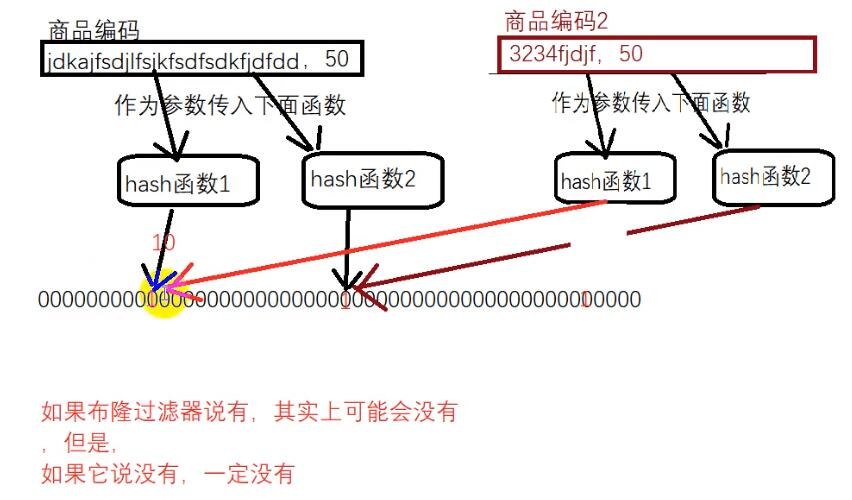 商品编码
jdkajfsdjlfsjkfsdfsdkfjdfdd，50
作为参数传入下面函数
hash函数1
hash函数2
商品编码2
3234fjdjf，50
作为参数传入下面函数
hash函数1
hash函数2
10
如果布隆过滤器说有，其实上可能会没有
，但是，
如果它说没有，一定没有